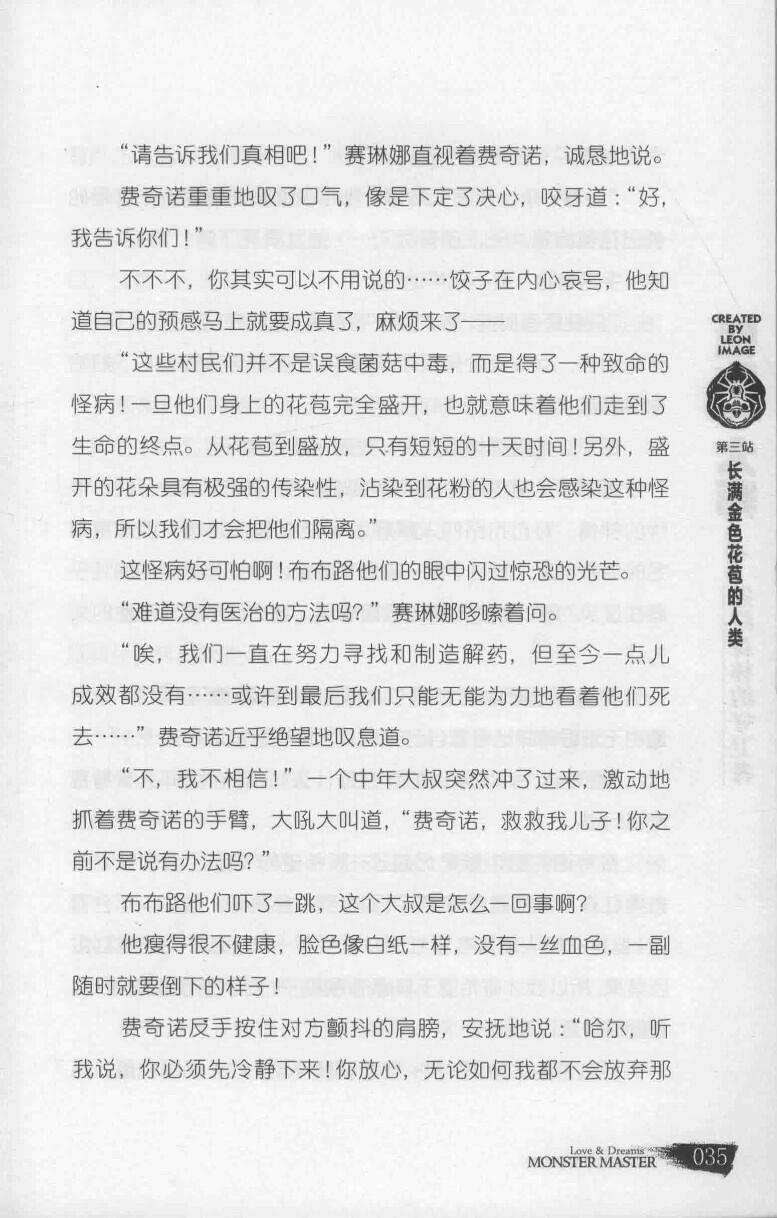 “请告诉我们真相吧！”赛琳娜直视着费奇诺，诚恳地说。
费奇诺重重地叹了口气，像是下定了决心，咬牙道：“好，
我告诉你们！”
不不不，你其实可以不用说的……饺子在内心哀号，他知
道自己的预感马上就要成真了，麻烦来了——
“这些村民们并不是误食菌菇中毒，而是得了一种致命的
怪病！一旦他们身上的花苞完全盛开，也就意味着他们走到了
生命的终点。从花苞到盛放，只有短短的十天时间！另外，盛
开的花朵具有极强的传染性，沾染到花粉的人也会感染这种怪
病，所以我们才会把他们隔离。”
这怪病好可怕啊！布布路他们的眼中闪过惊恐的光芒。
“难道没有医治的方法吗？”赛琳娜哆嗦着问。
“唉，我们一直在努力寻找和制造解药，但至今一点儿
成效都没有……或许到最后我们只能无能为力地看着他们死
去……”费奇诺近乎绝望地叹息道。
“不，我不相信！”一个中年大叔突然冲了过来，激动地
抓着费奇诺的手臂，大吼大叫道，“费奇诺，救救我儿子！你之
前不是说有办法吗？”
布布路他们吓了一跳，这个大叔是怎么一回事啊？
他瘦得很不健康，脸色像白纸一样，没有一丝血色，一副
随时就要倒下的样子！
费奇诺反手按住对方颤抖的肩膀，安抚地说：“哈尔，听
我说，你必须先冷静下来！你放心，无论如何我都不会放弃那
CREATED
BY
LEON
IMAGE
第三站
长满金色花苞的人类
Love & Dreams
MONSTER MASTER
035